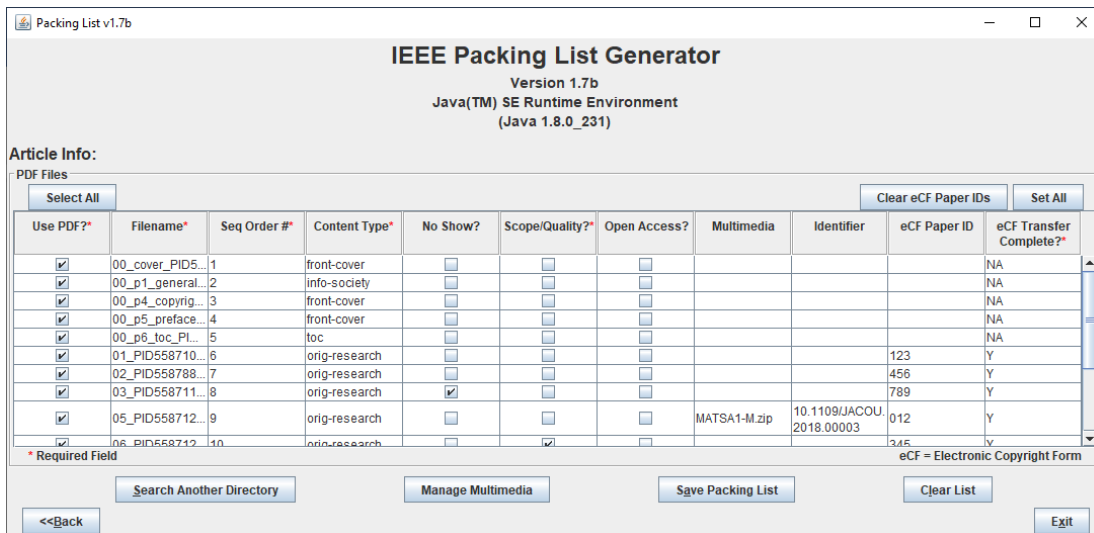 Packing List v1.7b
IEEE Packing List Generator
Version 1.7b
Java(TM) SE Runtime Environment
(Java 1.8.0_231)
Article Info:
PDF Files
Select All Clear eCF Paper IDs Set All
Use PDF?* Filename* Seq Order #* Content Type* No Show? Scope/Quality?* Open Access? Multimedia Identifier eCF Paper ID eCF Transfer Complete?*
00_cover_PID5... 1 front-cover NA
00_p1_general... 2 info-society NA
00_p4_copyrig... 3 front-cover NA
00_p5_preface... 4 front-cover NA
00_p6_toc_PI... 5 toc NA
01_PID558710... 6 orig-research 123 Y
02_PID558788... 7 orig-research 456 Y
03_PID558711... 8 orig-research 789 Y
05_PID558712... 9 orig-research MATSA1-M.zip 10.1109/JACOU.2018.00003 012 Y
06_PID558712... 10 orig-research 345 Y
* Required Field eCF = Electronic Copyright Form
Search Another Directory Manage Multimedia Save Packing List Clear List
<<Back Exit